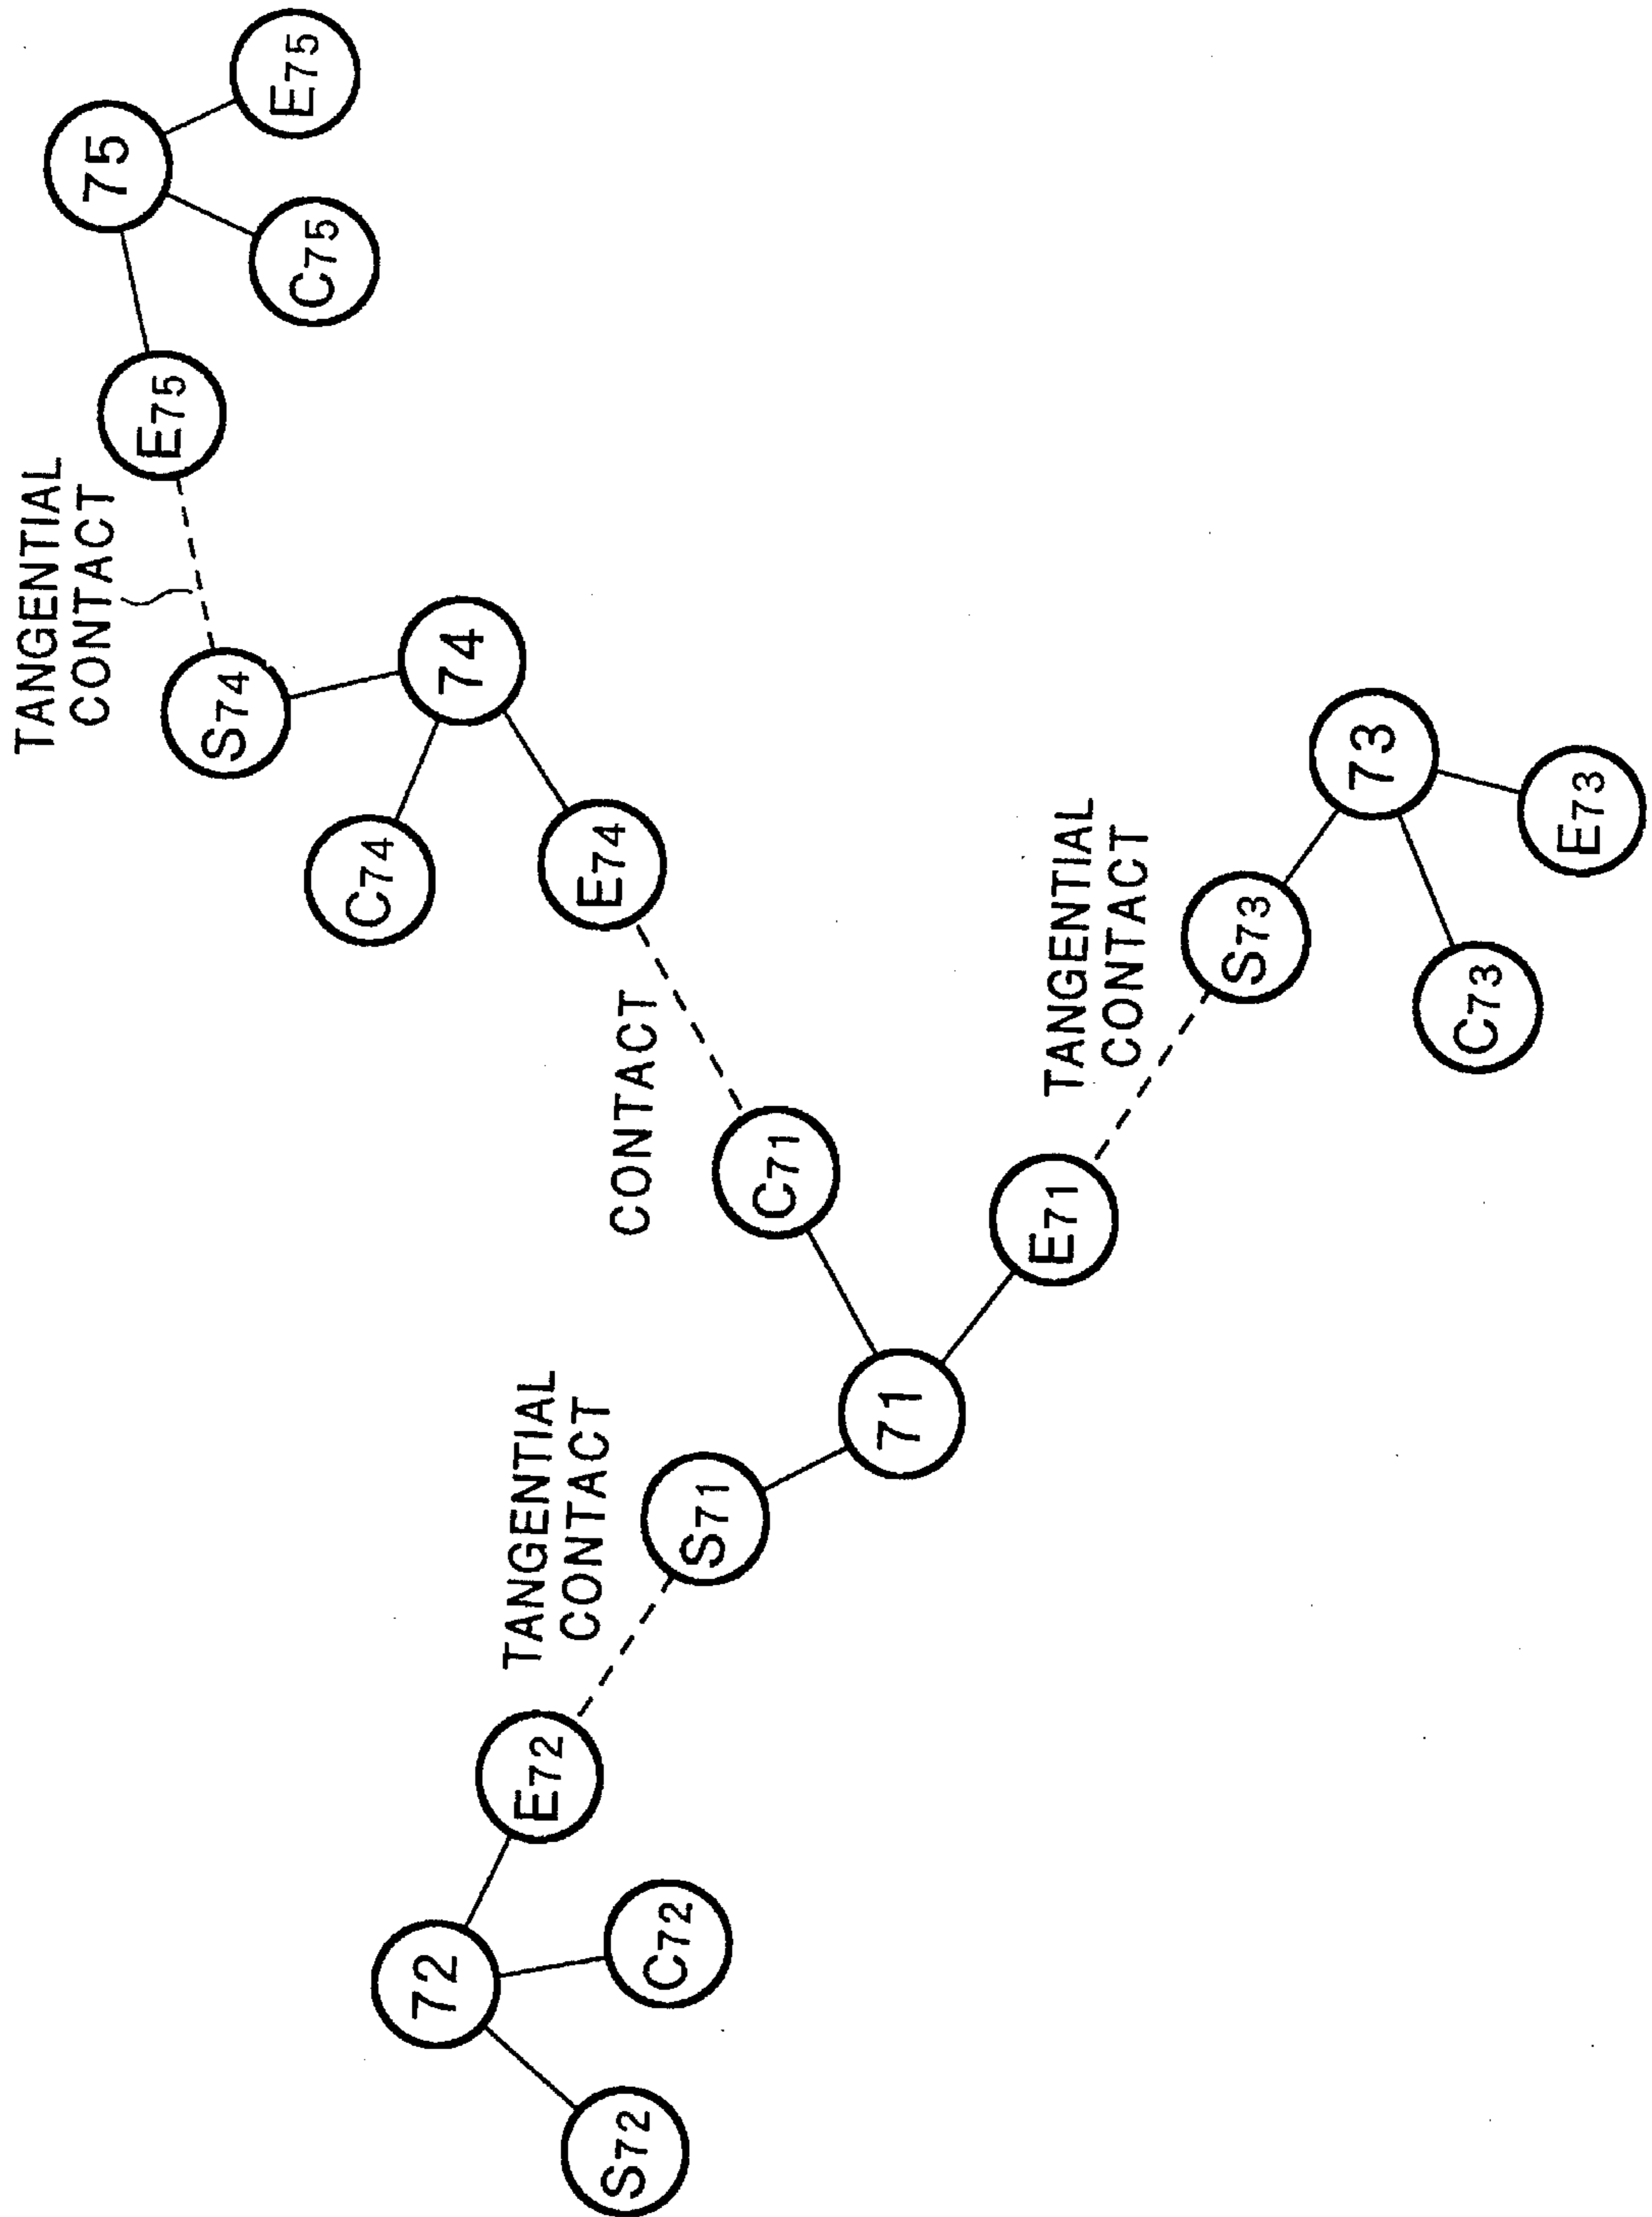 TANGENTIAL
CONTACT
75
E75
S74
E75
C75
C74
72
74
TANGENTIAL
CONTACT
E72
E74
S72
CONTACT
C72
S71
C71
71
E71
TANGENTIAL
CONTACT
S73
73
C73
E73